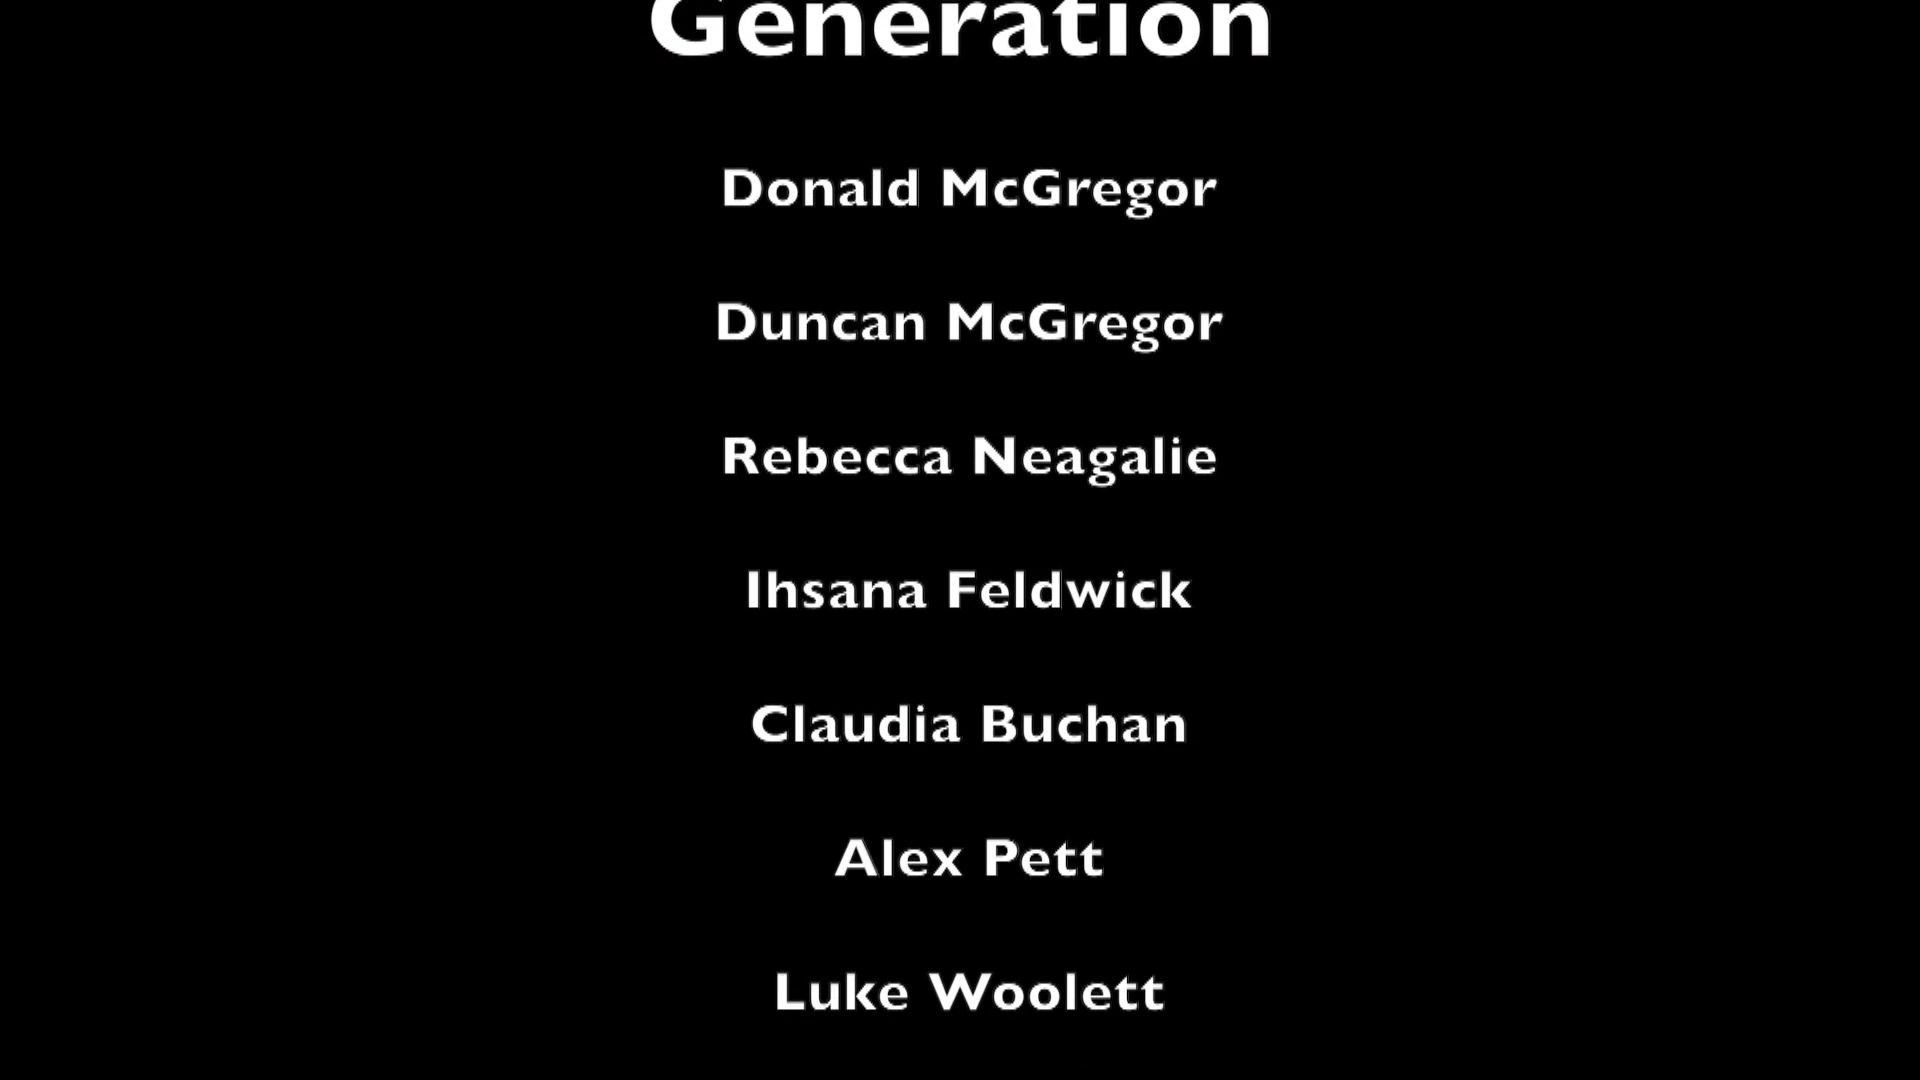 Generation
Donald McGregor
Duncan McGregor
Rebecca Neagalie
Ihsana Feldwick
Claudia Buchan
Alex Pett
Luke Woolett